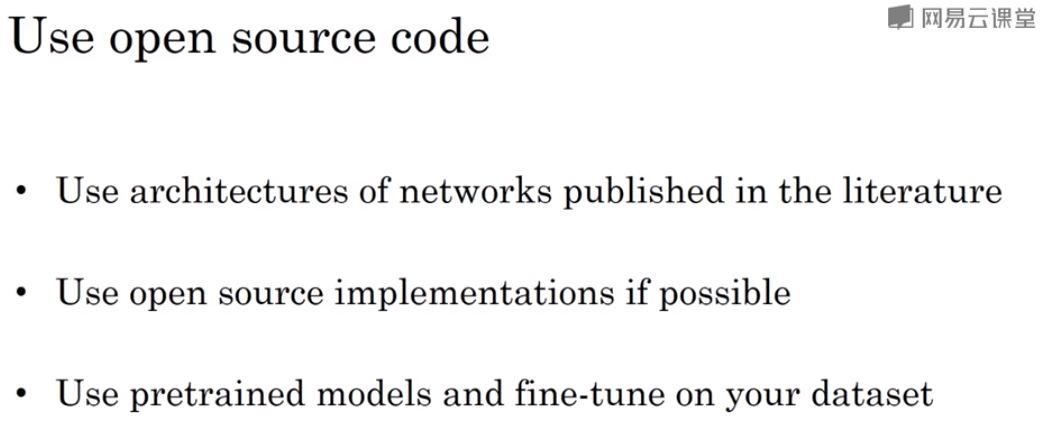 网易云课堂
Use open source code
• Use architectures of networks published in the literature
• Use open source implementations if possible
• Use pretrained models and fine-tune on your dataset